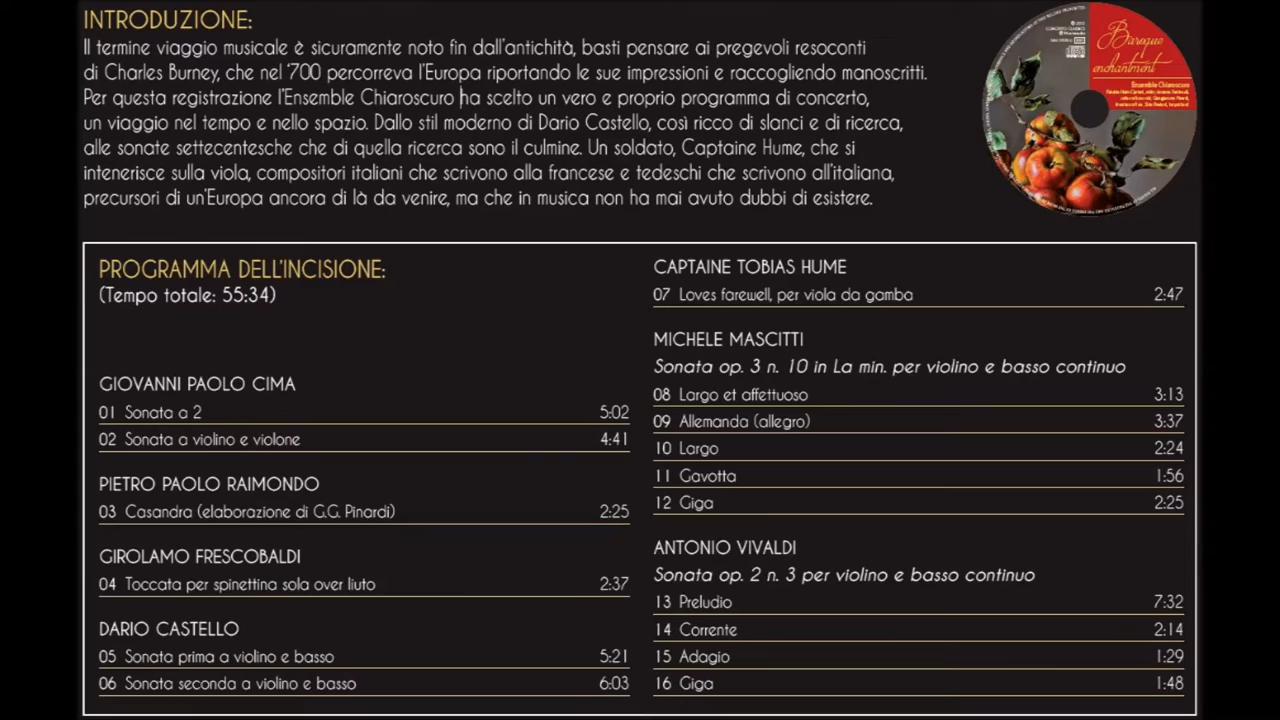 INTRODUZIONE:
Il termine viaggio musicale è sicuramente noto fin dall'antichità, basti pensare ai pregevoli resoconti
di Charles Burney, che nel '700 percorreva l'Europa riportando le sue impressioni e raccogliendo manoscritti.
Per questa registrazione l'Ensemble Chiaroscuro ha scelto un vero e proprio programma di concerto,
un viaggio nel tempo e nello spazio. Dallo stil moderno di Dario Castello, così ricco di slanci e di ricerca,
alle sonate settecentesche che di quella ricerca sono il culmine. Un soldato, Captaine Hume, che si
intenerisce sulla viola, compositori italiani che scrivono alla francese e tedeschi che scrivono all'italiana,
precursori di un'Europa ancora di là da venire, ma che in musica non ha mai avuto dubbi di esistere.
Baroque
enchantment
Ensemble Chiaroscuro
PROGRAMMA DELL'INCISIONE:
(Tempo totale: 55:34)
GIOVANNI PAOLO CIMA
01 Sonata a 2 5:02
02 Sonata a violino e violone 4:41
PIETRO PAOLO RAIMONDO
03 Casandra (elaborazione di G.G. Pinardi) 2:25
GIROLAMO FRESCOBALDI
04 Toccata per spinettina sola over liuto 2:37
DARIO CASTELLO
05 Sonata prima a violino e basso 5:21
06 Sonata seconda a violino e basso 6:03
CAPTAINE TOBIAS HUME
07 Loves farewell, per viola da gamba 2:47
MICHELE MASCITTI
Sonata op. 3 n. 10 in La min. per violino e basso continuo
08 Largo et affettuoso 3:13
09 Allemanda (allegro) 3:37
10 Largo 2:24
11 Gavotta 1:56
12 Giga 2:25
ANTONIO VIVALDI
Sonata op. 2 n. 3 per violino e basso continuo
13 Preludio 7:32
14 Corrente 2:14
15 Adagio 1:29
16 Giga 1:48